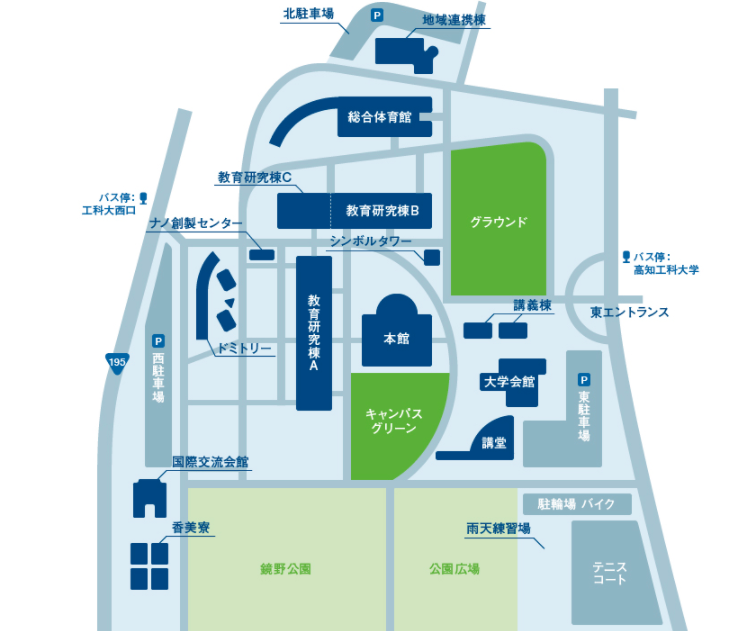 北駐車場
P
地域連携棟
総合体育館
教育研究棟C
教育研究棟B
バス停：
工科大西口
ナノ創製センター
シンボルタワー
グラウンド
バス停：
高知工科大学
東エントランス
講義棟
教育研究棟A
本館
P
西駐車場
ドミトリー
195
大学会館
P
東駐車場
キャンパス
グリーン
講堂
国際交流会館
駐輪場 バイク
香美寮
雨天練習場
鏡野公園
公園広場
テニス
コート